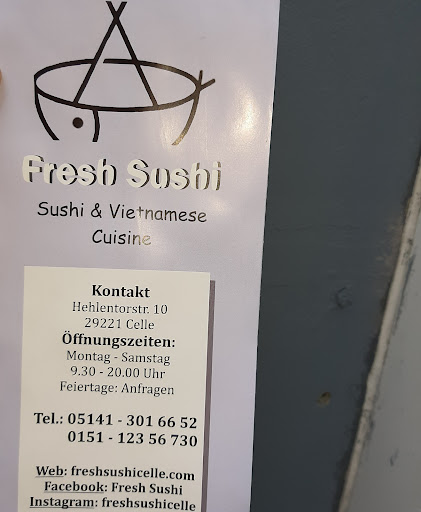 Fresh Sushi
Sushi & Vietnamese
Cuisine
Kontakt
Hehlentorstr. 10
29221 Celle
Öffnungszeiten:
Montag - Samstag
9.30 - 20.00 Uhr
Feiertage: Anfragen
Tel.: 05141 - 301 66 52
0151 - 123 56 730
Web: freshsushicelle.com
Facebook: Fresh Sushi
Instagram: freshsushicelle